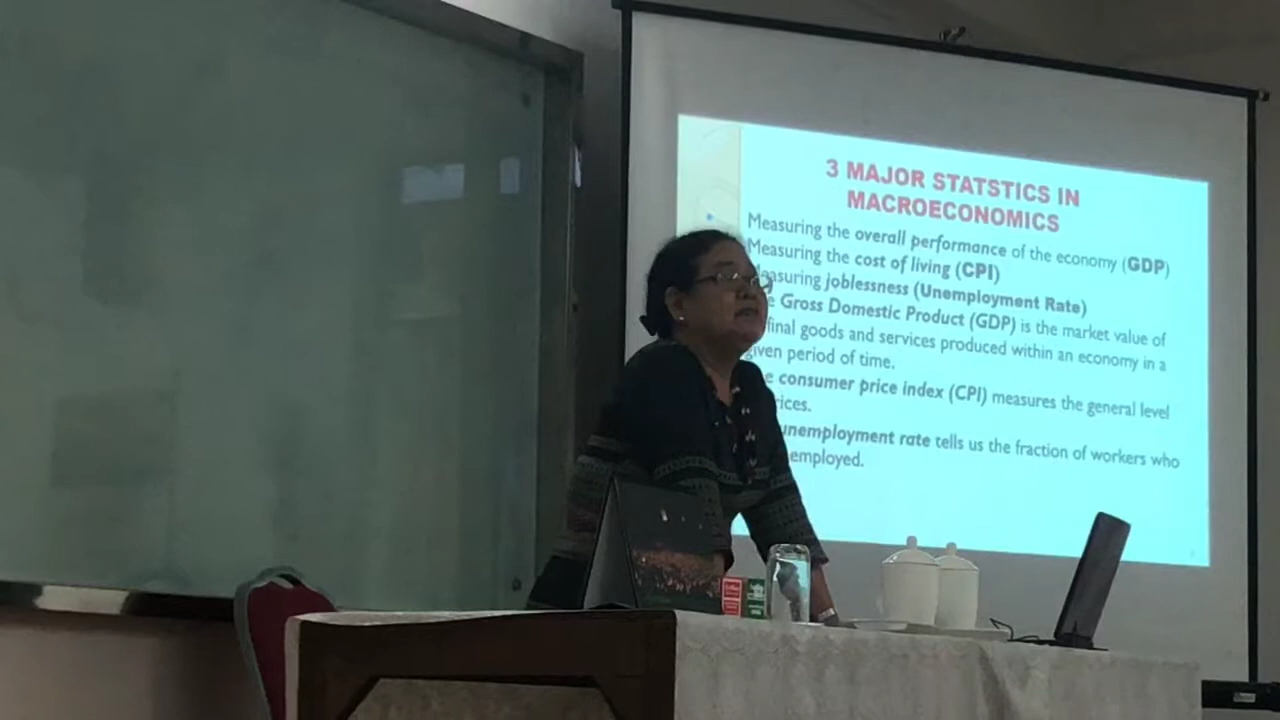 3 MAJOR STATSTICS IN
MACROECONOMICS
Measuring the overall performance of the economy (GDP)
Measuring the cost of living (CPI)
joblessness (Unemployment Rate)
Gross Domestic Product (GDP) is the market value of
final goods and services produced within an economy in a
given period of time.
consumer price index (CPI) measures the general level
unemployment rate tells us the fraction of workers who